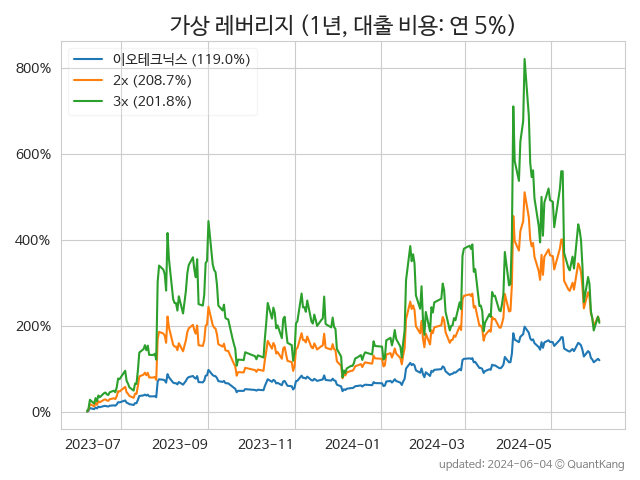 가상 레버리지 (1년, 대출 비용: 연 5%)
이오테크닉스 (119.0%)
2x (208.7%)
3x (201.8%)
800%
600%
400%
200%
0%
2023-07 2023-09 2023-11 2024-01 2024-03 2024-05
updated: 2024-06-04 © QuantKang